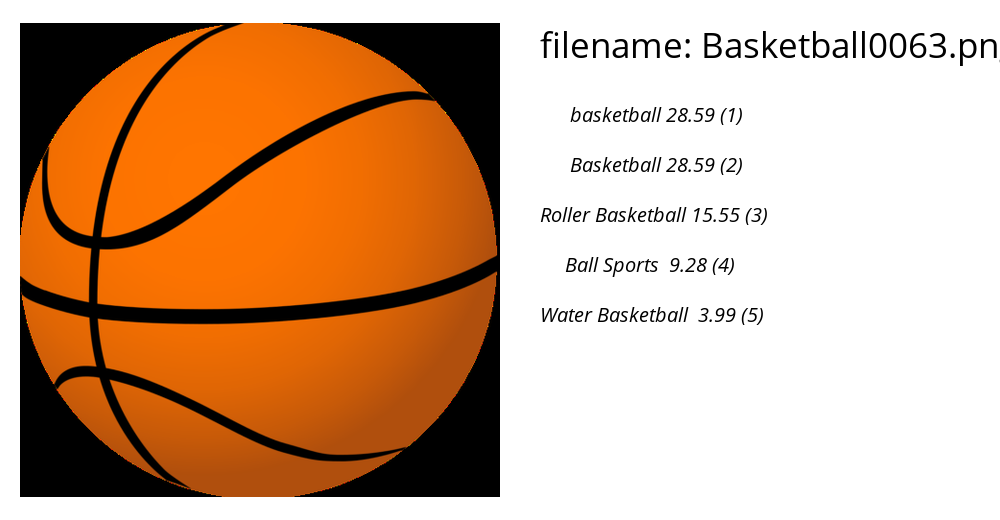 filename: Basketball0063.pn
basketball 28.59 (1)
Basketball 28.59 (2)
Roller Basketball 15.55 (3)
Ball Sports  9.28 (4)
Water Basketball  3.99 (5)